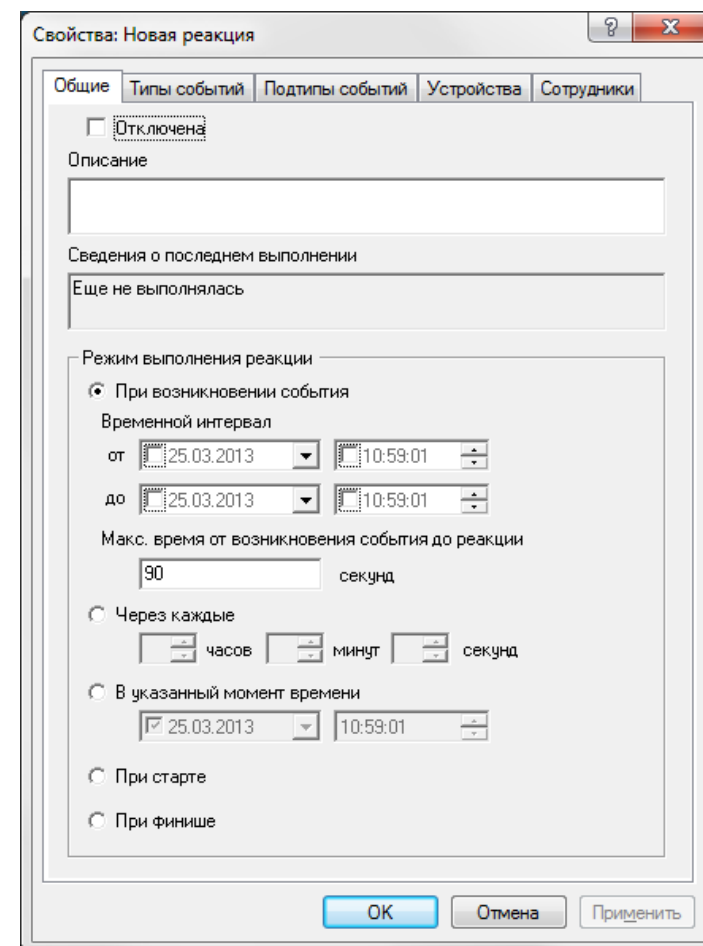 Свойства: Новая реакция
Общие Типы событий Подтипы событий Устройства Сотрудники
Отключена
Описание
Сведения о последнем выполнении
Еще не выполнялась
Режим выполнения реакции
При возникновении события
Временной интервал
от 25.03.2013 10:59:01
до 25.03.2013 10:59:01
Макс. время от возникновения события до реакции
90 секунд
Через каждые
часов минут секунд
В указанный момент времени
25.03.2013 10:59:01
При старте
При финише
OK Отмена Применить